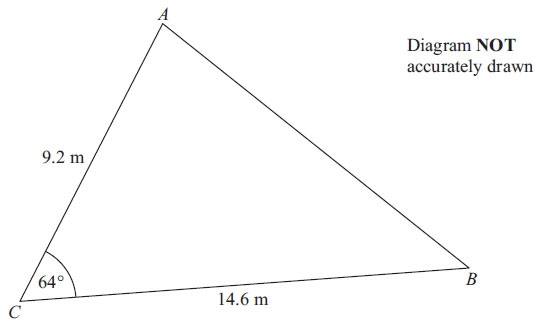 A
Diagram NOT
accurately drawn
9.2 m
64°
B
14.6 m
C